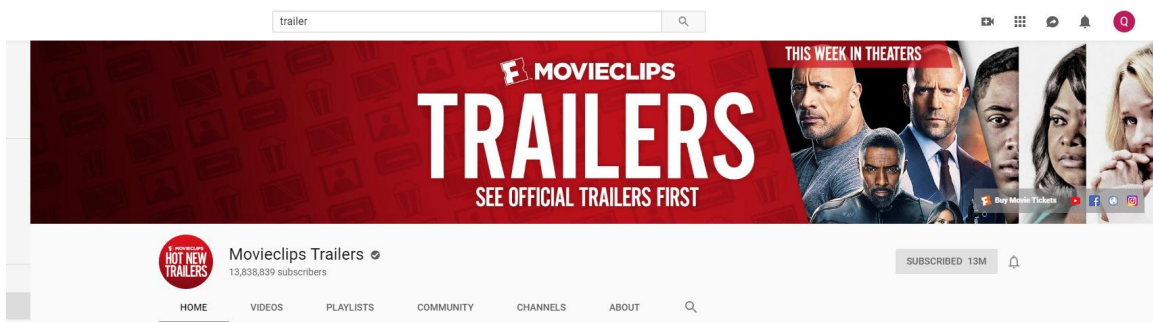 trailer
Q
THIS WEEK IN THEATERS
MOVIECLIPS
TRAILERS
SEE OFFICIAL TRAILERS FIRST
Buy Movie Tickets
MOVIECLIPS
HOT NEW
TRAILERS
Movieclips Trailers
13,838,839 subscribers
SUBSCRIBED 13M
HOME VIDEOS PLAYLISTS COMMUNITY CHANNELS ABOUT